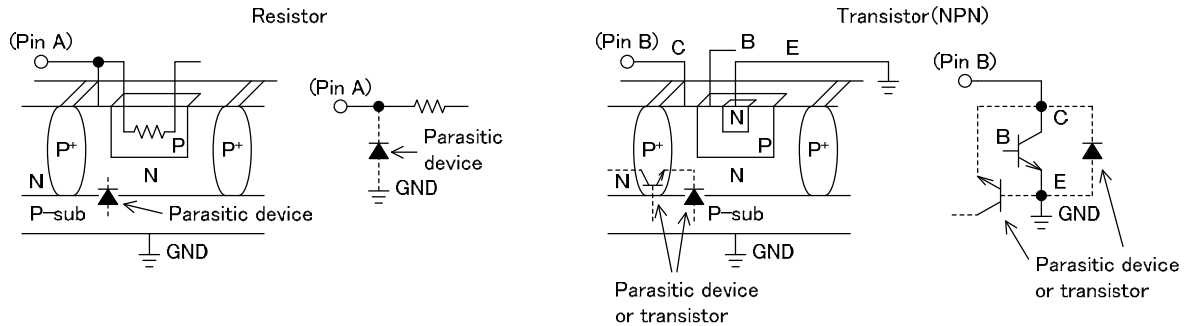 Resistor
(Pin A)
P+
P
P+
N
N
P-sub
Parasitic device
GND
(Pin A)
Parasitic
device
GND
Transistor(NPN)
(Pin B)
C
B
E
P+
N
P
P+
N
N
P-sub
GND
Parasitic device
or transistor
(Pin B)
C
B
E
GND
Parasitic device
or transistor